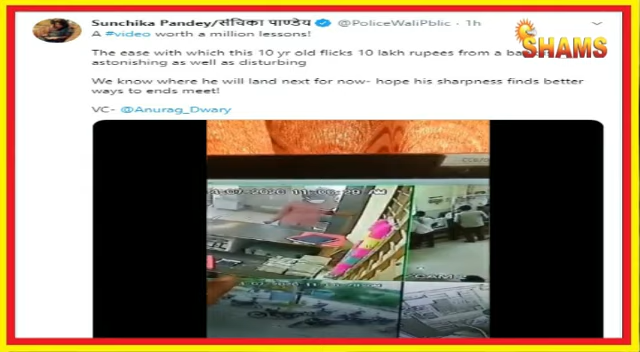 Sunchika Pandey/संचिका पाण्डेय @PoliceWaliPblic · 1h
SHAMS
A #video worth a million lessons!
The ease with which this 10 yr old flicks 10 lakh rupees from a
astonishing as well as disturbing
We know where he will land next for now- hope his sharpness finds better
ways to ends meet!
VC- @Anurag_Dwary